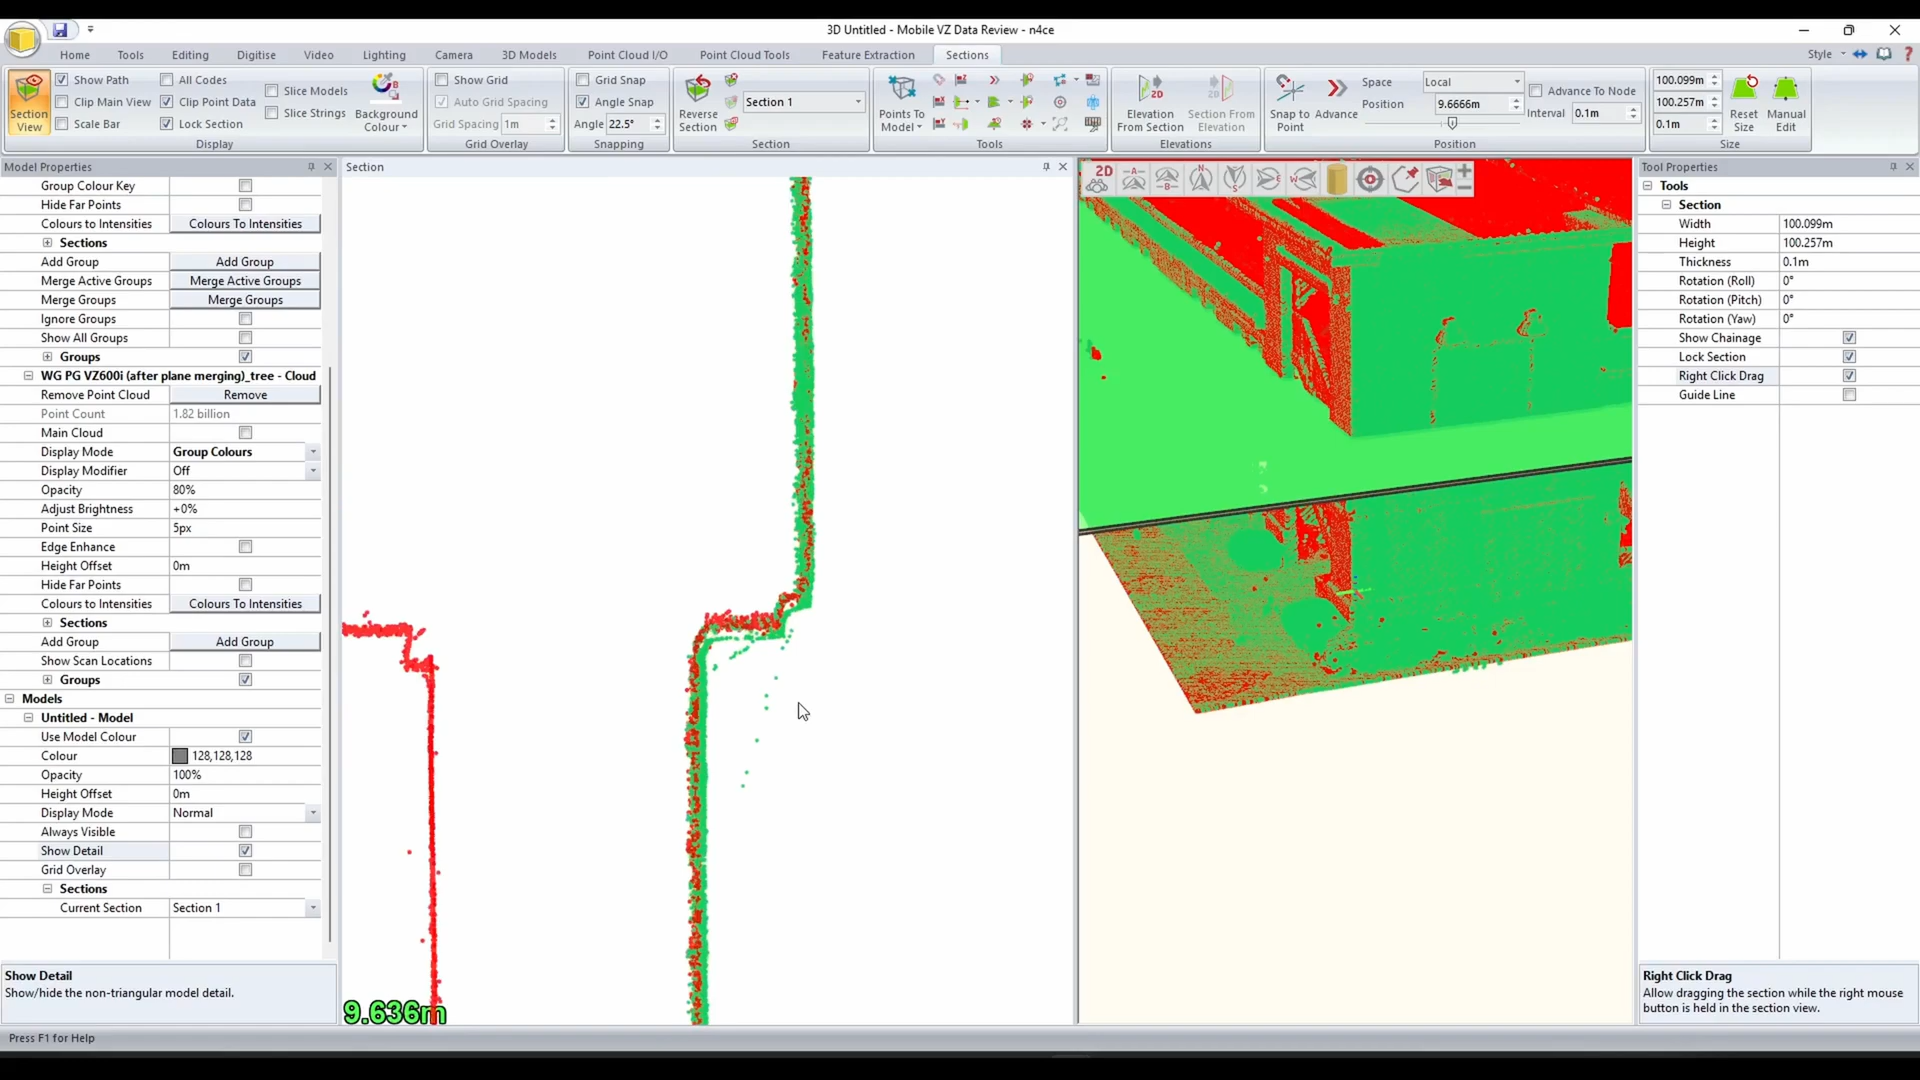 3D Untitled - Mobile VZ Data Review - n4ce
Home Tools Editing Digitise Video Lighting Camera 3D Models Point Cloud I/O Point Cloud Tools Feature Extraction Sections Style
Section View
Show Path
Clip Main View
Scale Bar
All Codes
Clip Point Data
Lock Section
Slice Models
Slice Strings
Background Colour
Display
Show Grid
Auto Grid Spacing
Grid Spacing 1m
Grid Overlay
Grid Snap
Angle Snap
Angle 22.5°
Snapping
Reverse Section
Section 1
Section
Points To Model
Tools
Elevation From Section
Section From Elevation
Elevations
Snap to Point
Advance
Space Local
Position 9.6666m
Advance To Node
Interval 0.1m
Position
100.099m
100.257m
0.1m
Reset Size
Manual Edit
Size
Model Properties
Group Colour Key
Hide Far Points
Colours to Intensities Colours To Intensities
Sections
Add Group Add Group
Merge Active Groups Merge Active Groups
Merge Groups Merge Groups
Ignore Groups
Show All Groups
Groups
WG PG VZ600i (after plane merging)_tree - Cloud
Remove Point Cloud Remove
Point Count 1.82 billion
Main Cloud
Display Mode Group Colours
Display Modifier Off
Opacity 80%
Adjust Brightness +0%
Point Size 5px
Edge Enhance
Height Offset 0m
Hide Far Points
Colours to Intensities Colours To Intensities
Sections
Add Group Add Group
Show Scan Locations
Groups
Models
Untitled - Model
Use Model Colour
Colour 128,128,128
Opacity 100%
Height Offset 0m
Display Mode Normal
Always Visible
Show Detail
Grid Overlay
Sections
Current Section Section 1
Show Detail
Show/hide the non-triangular model detail.
Section
9.636m
2D
A
B
N
S
E
W
Tool Properties
Tools
Section
Width 100.099m
Height 100.257m
Thickness 0.1m
Rotation (Roll) 0°
Rotation (Pitch) 0°
Rotation (Yaw) 0°
Show Chainage
Lock Section
Right Click Drag
Guide Line
Right Click Drag
Allow dragging the section while the right mouse
button is held in the section view.
Press F1 for Help